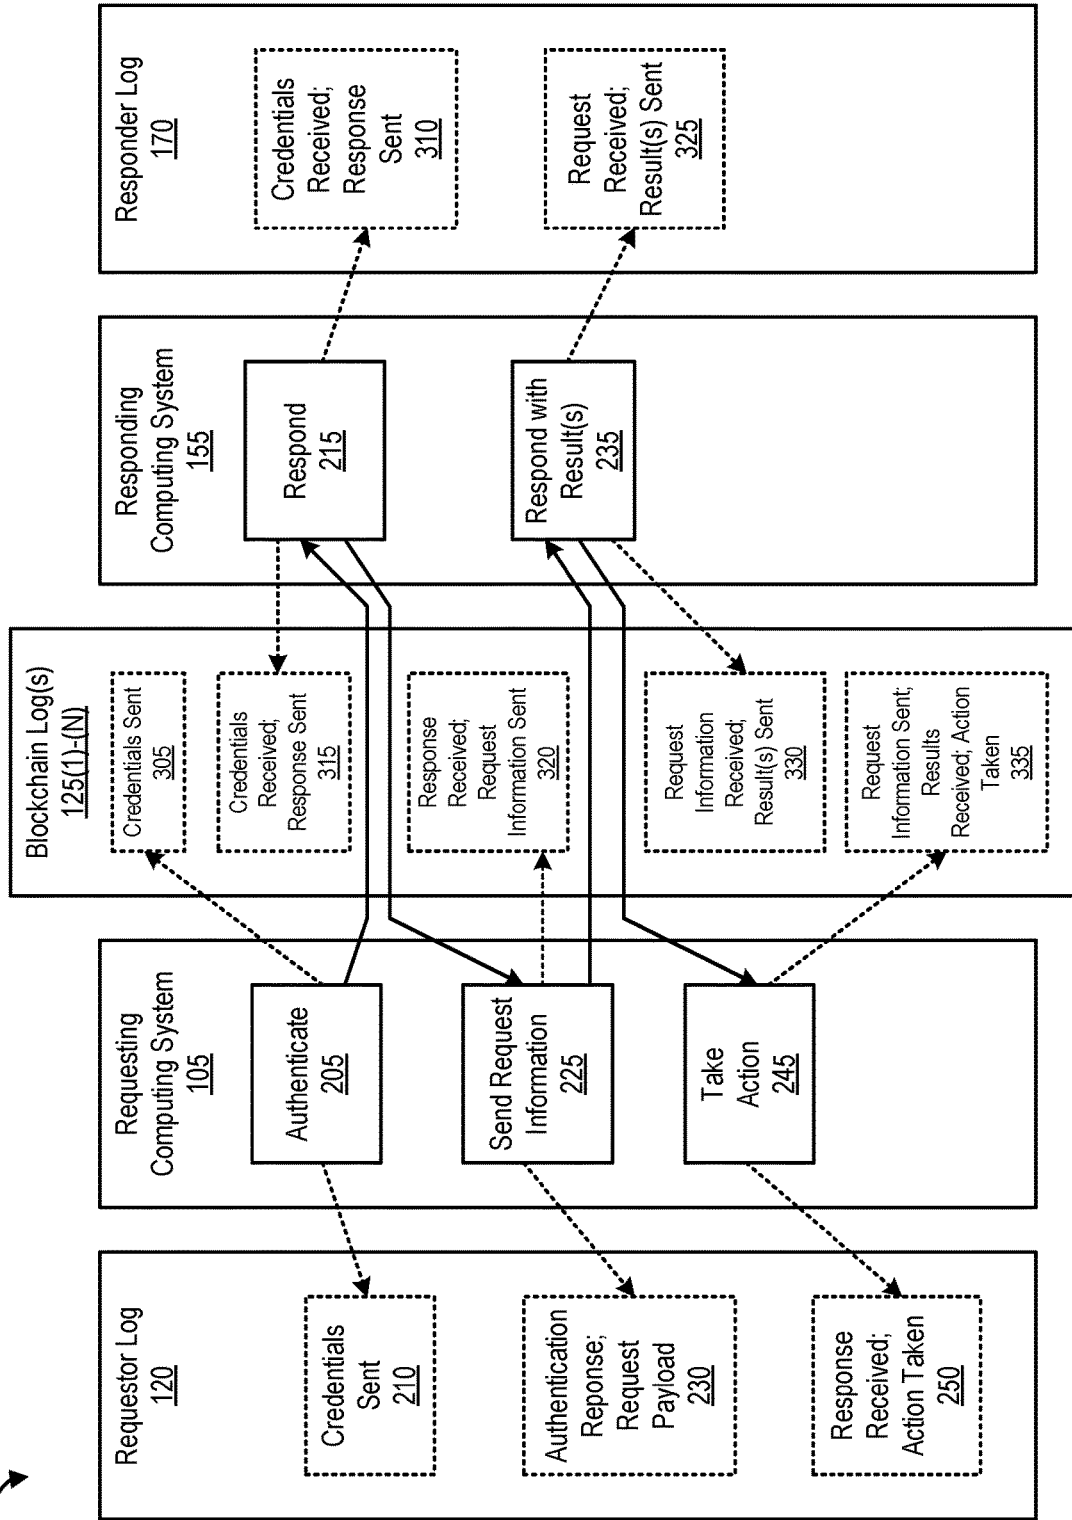 Requestor Log
120
Credentials
Sent
210
Authentication
Reponse;
Request
Payload
230
Response
Received;
Action Taken
250
Requesting
Computing System
105
Authenticate
205
Send Request
Information
225
Take
Action
245
Blockchain Log(s)
125(1)-(N)
Credentials Sent
305
Credentials
Received;
Response Sent
315
Response
Received;
Request
Information Sent
320
Request
Information
Received;
Result(s) Sent
330
Request
Information Sent;
Results
Received; Action
Taken
335
Responding
Computing System
155
Respond
215
Respond with
Result(s)
235
Responder Log
170
Credentials
Received;
Response
Sent
310
Request
Received;
Result(s) Sent
325